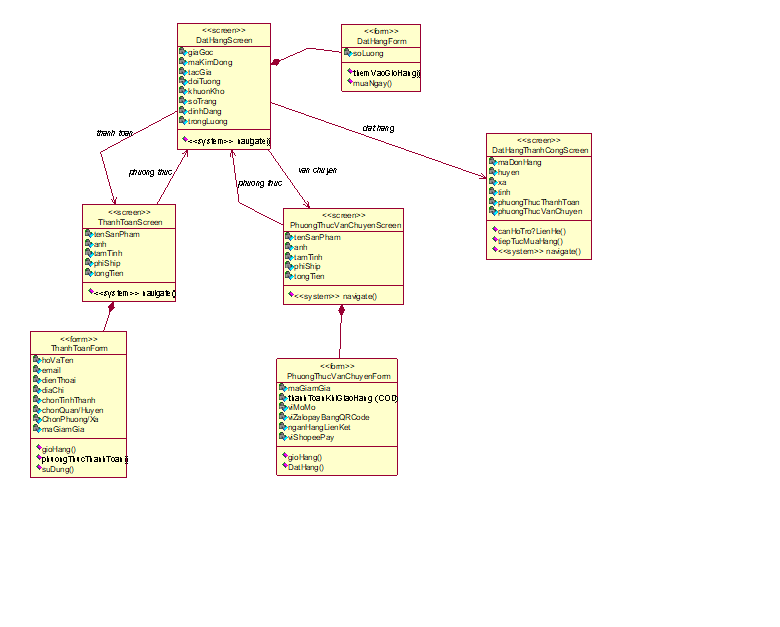 <<screen>>
DatHangScreen
giaGoc
maKimDong
tacGia
doiTuong
khuonKho
soTrang
dinhDang
trongLuong
<<system>> navigate()
<<form>>
DatHangForm
soLuong
themVaoGioHang()
muaNgay()
thanh toan
phuong thuc
phuong thuc
van chuyen
dat hang
<<screen>>
DatHangThanhCongScreen
maDonHang
huyen
xa
tinh
phuongThucThanhToan
phuongThucVanChuyen
canHoTro?LienHe()
tiepTucMuaHang()
<<system>> navigate()
<<screen>>
ThanhToanScreen
tenSanPham
anh
tamTinh
phiShip
tongTien
<<system>> navigate()
<<screen>>
PhuongThucVanChuyenScreen
tenSanPham
anh
tamTinh
phiShip
tongTien
<<system>> navigate()
<<form>>
ThanhToanForm
hoVaTen
email
dienThoai
diaChi
chonTinhThanh
chonQuan/Huyen
ChonPhuong/Xa
maGiamGia
gioHang()
phuongThucThanhToan()
suDung()
<<form>>
PhuongThucVanChuyenForm
maGiamGia
thanhToanKhiGiaoHang (COD)
viMoMo
viZalopayBangQRCode
nganHangLienKet
viShopeePay
gioHang()
DatHang()